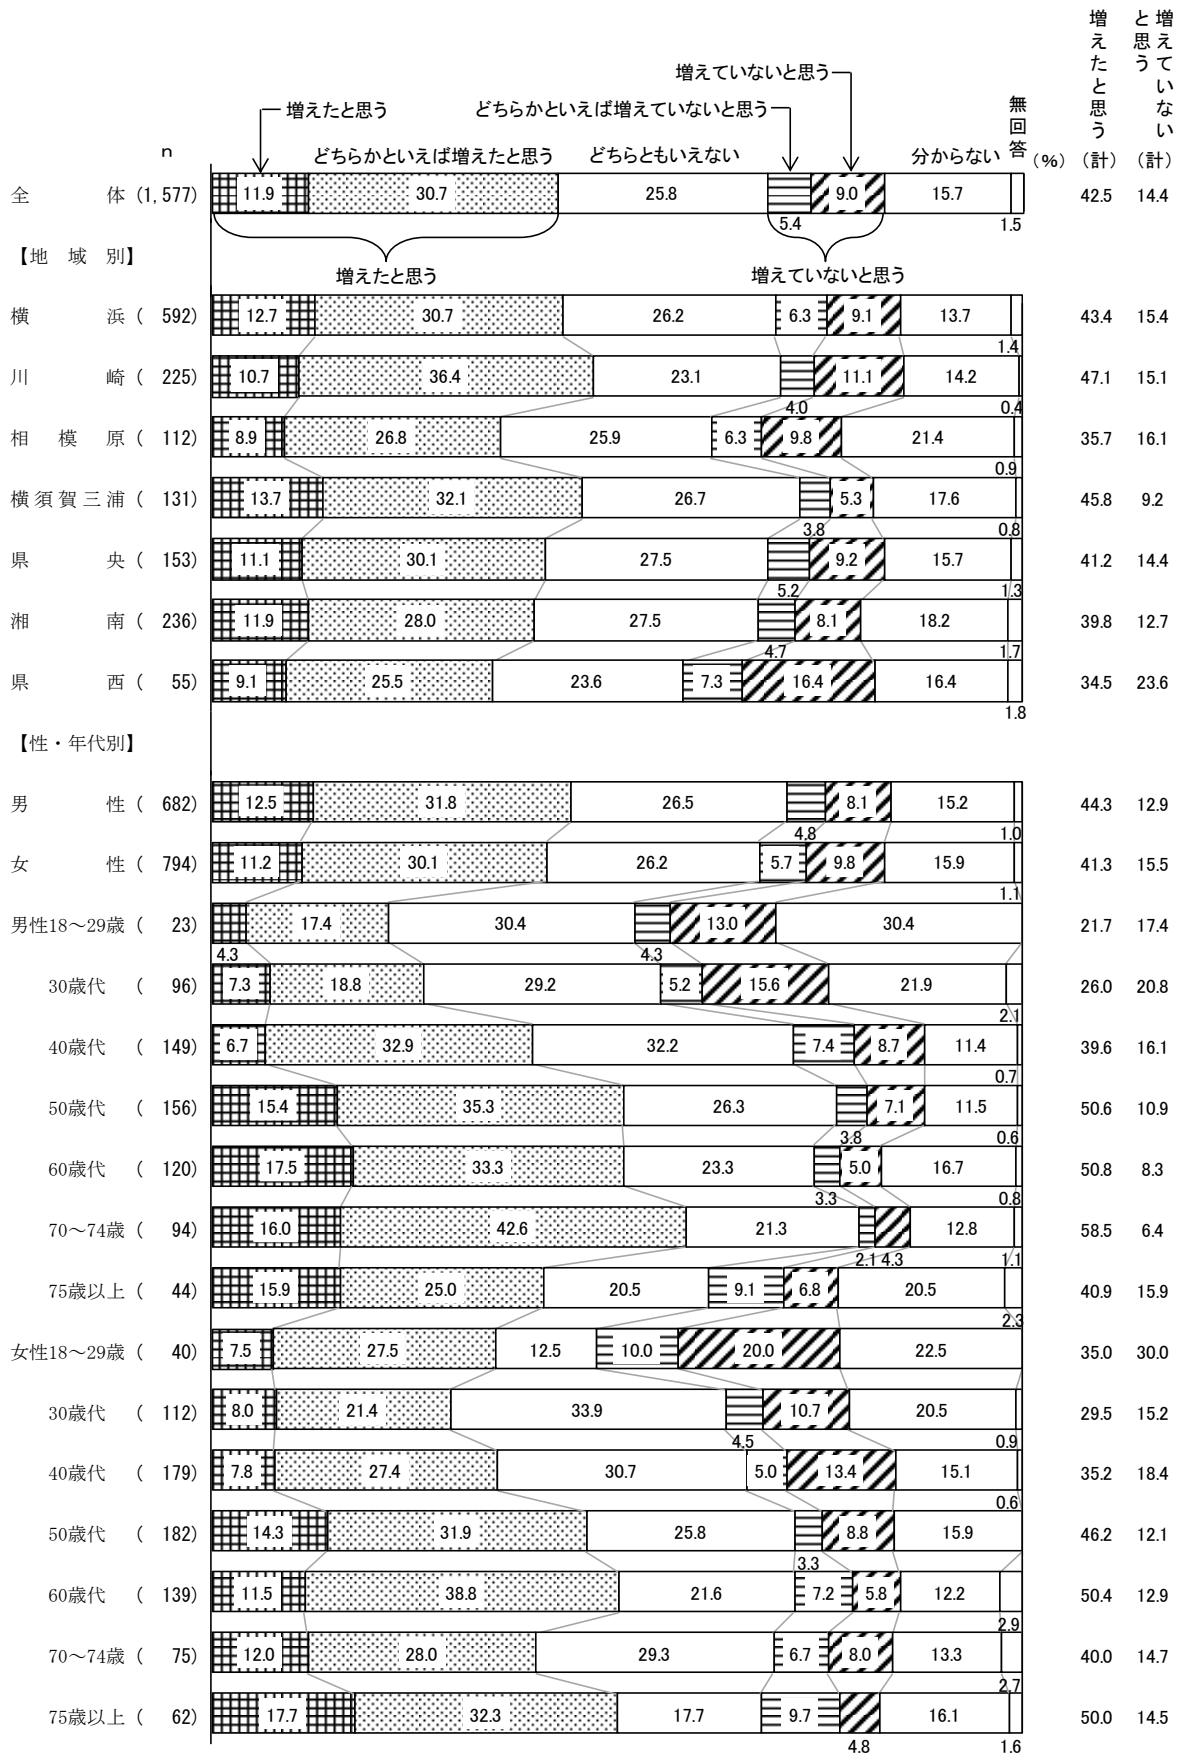 増えたと思う（計）
増えていないと思う（計）
増えていないと思う
増えたと思う
どちらかといえば増えていないと思う
無回答
n
どちらかといえば増えたと思う
どちらともいえない
分からない
(%)
全体 (1,577) 11.9 30.7 25.8 5.4 9.0 15.7 1.5 42.5 14.4
増えたと思う
増えていないと思う
【地域別】
横浜 ( 592) 12.7 30.7 26.2 6.3 9.1 13.7 1.4 43.4 15.4
川崎 ( 225) 10.7 36.4 23.1 4.0 11.1 14.2 0.4 47.1 15.1
相模原 ( 112) 8.9 26.8 25.9 6.3 9.8 21.4 0.9 35.7 16.1
横須賀三浦 ( 131) 13.7 32.1 26.7 3.8 5.3 17.6 0.8 45.8 9.2
県央 ( 153) 11.1 30.1 27.5 5.2 9.2 15.7 1.3 41.2 14.4
湘南 ( 236) 11.9 28.0 27.5 4.7 8.1 18.2 1.7 39.8 12.7
県西 ( 55) 9.1 25.5 23.6 7.3 16.4 16.4 1.8 34.5 23.6
【性・年代別】
男性 ( 682) 12.5 31.8 26.5 4.8 8.1 15.2 1.0 44.3 12.9
女性 ( 794) 11.2 30.1 26.2 5.7 9.8 15.9 1.1 41.3 15.5
男性18～29歳 ( 23) 4.3 17.4 30.4 4.3 13.0 30.4 21.7 17.4
30歳代 ( 96) 7.3 18.8 29.2 5.2 15.6 21.9 2.1 26.0 20.8
40歳代 ( 149) 6.7 32.9 32.2 7.4 8.7 11.4 0.7 39.6 16.1
50歳代 ( 156) 15.4 35.3 26.3 3.8 7.1 11.5 0.6 50.6 10.9
60歳代 ( 120) 17.5 33.3 23.3 3.3 5.0 16.7 0.8 50.8 8.3
70～74歳 ( 94) 16.0 42.6 21.3 2.1 4.3 12.8 1.1 58.5 6.4
75歳以上 ( 44) 15.9 25.0 20.5 9.1 6.8 20.5 2.3 40.9 15.9
女性18～29歳 ( 40) 7.5 27.5 12.5 10.0 20.0 22.5 35.0 30.0
30歳代 ( 112) 8.0 21.4 33.9 4.5 10.7 20.5 0.9 29.5 15.2
40歳代 ( 179) 7.8 27.4 30.7 5.0 13.4 15.1 0.6 35.2 18.4
50歳代 ( 182) 14.3 31.9 25.8 3.3 8.8 15.9 46.2 12.1
60歳代 ( 139) 11.5 38.8 21.6 7.2 5.8 12.2 2.9 50.4 12.9
70～74歳 ( 75) 12.0 28.0 29.3 6.7 8.0 13.3 2.7 40.0 14.7
75歳以上 ( 62) 17.7 32.3 17.7 9.7 4.8 16.1 1.6 50.0 14.5